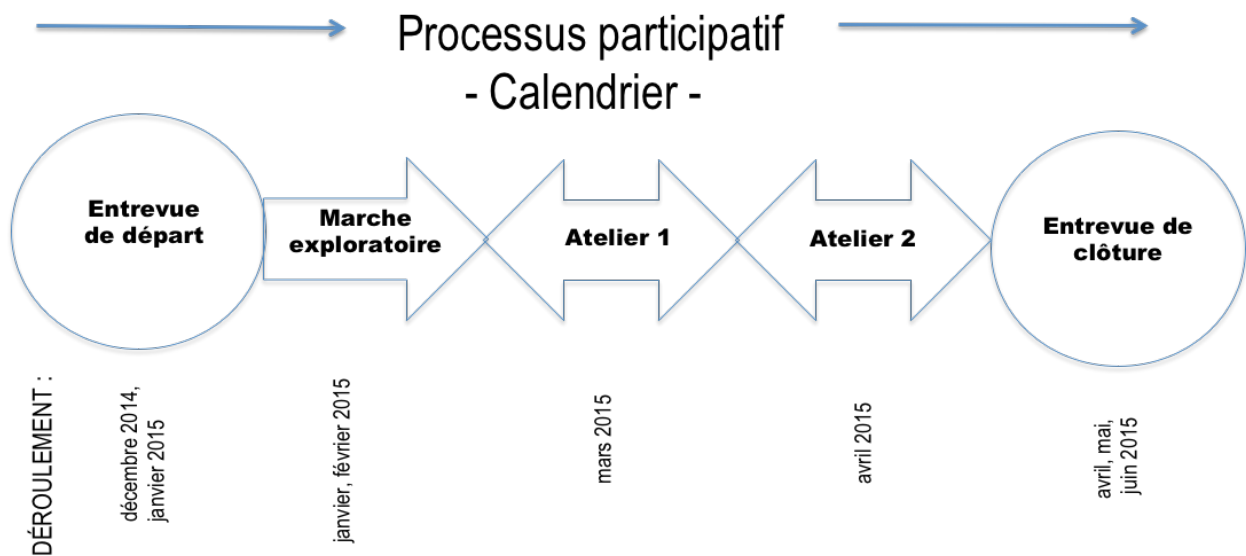 Processus participatif
- Calendrier -
Entrevue
de départ
Marche
exploratoire
Atelier 1
Atelier 2
Entrevue de
clôture
DÉROULEMENT :
décembre 2014,
janvier 2015
janvier, février 2015
mars 2015
avril 2015
avril, mai,
juin 2015